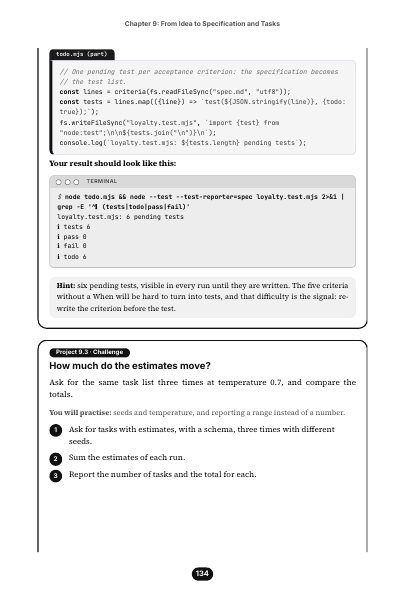 Chapter 9: From Idea to Specification and Tasks
todo.mjs (part)
// One pending test per acceptance criterion: the specification becomes
// the test list.
const lines = criteria(fs.readFileSync("spec.md", "utf8"));
const tests = lines.map(({line}) => `test(${JSON.stringify(line)}, {todo:
true});`);
fs.writeFileSync("loyalty.test.mjs", `import {test} from
"node:test";\n\n${tests.join("\n")}\n`);
console.log(`loyalty.test.mjs: ${tests.length} pending tests`);
Your result should look like this:
TERMINAL
$ node todo.mjs && node --test --test-reporter=spec loyalty.test.mjs 2>&1 |
loyalty.test.mjs: 6 pending tests
ℹ tests 6
ℹ pass 0
ℹ fail 0
ℹ todo 6
Hint: six pending tests, visible in every run until they are written. The five criteria
without a When will be hard to turn into tests, and that difficulty is the signal: re-
write the criterion before the test.
Project 9.3 · Challenge
How much do the estimates move?
Ask for the same task list three times at temperature 0.7, and compare the
totals.
You will practise: seeds and temperature, and reporting a range instead of a number.
1 Ask for tasks with estimates, with a schema, three times with different
seeds.
2 Sum the estimates of each run.
3 Report the number of tasks and the total for each.
134